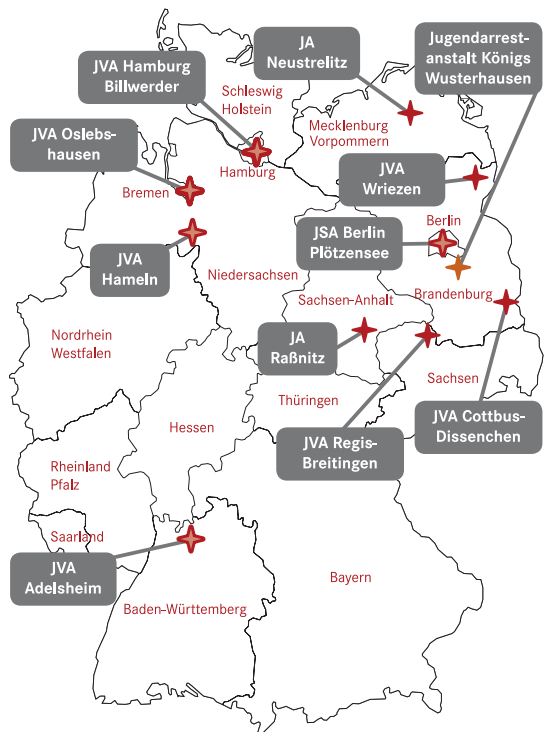 JA
Neustrelitz
Jugendarrest-
anstalt Königs
Wusterhausen
JVA Hamburg
Billwerder
Schleswig
Holstein
Mecklenburg
Vorpommern
JVA Oslebs-
hausen
Hamburg
JVA
Wriezen
Bremen
Berlin
JSA Berlin
Plötzensee
JVA
Hameln
Niedersachsen
Brandenburg
Sachsen-Anhalt
Nordrhein
Westfalen
JA
Raßnitz
Sachsen
Thüringen
JVA Cottbus-
Dissenchen
Hessen
JVA Regis-
Breitingen
Rheinland
Pfalz
Saarland
JVA
Adelsheim
Bayern
Baden-Württemberg